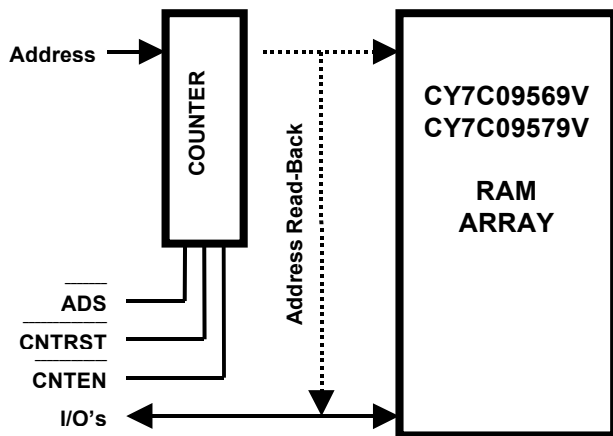 Address
COUNTER
CY7C09569V
CY7C09579V
RAM
ARRAY
Address Read-Back
ADS
CNTRST
CNTEN
I/O's